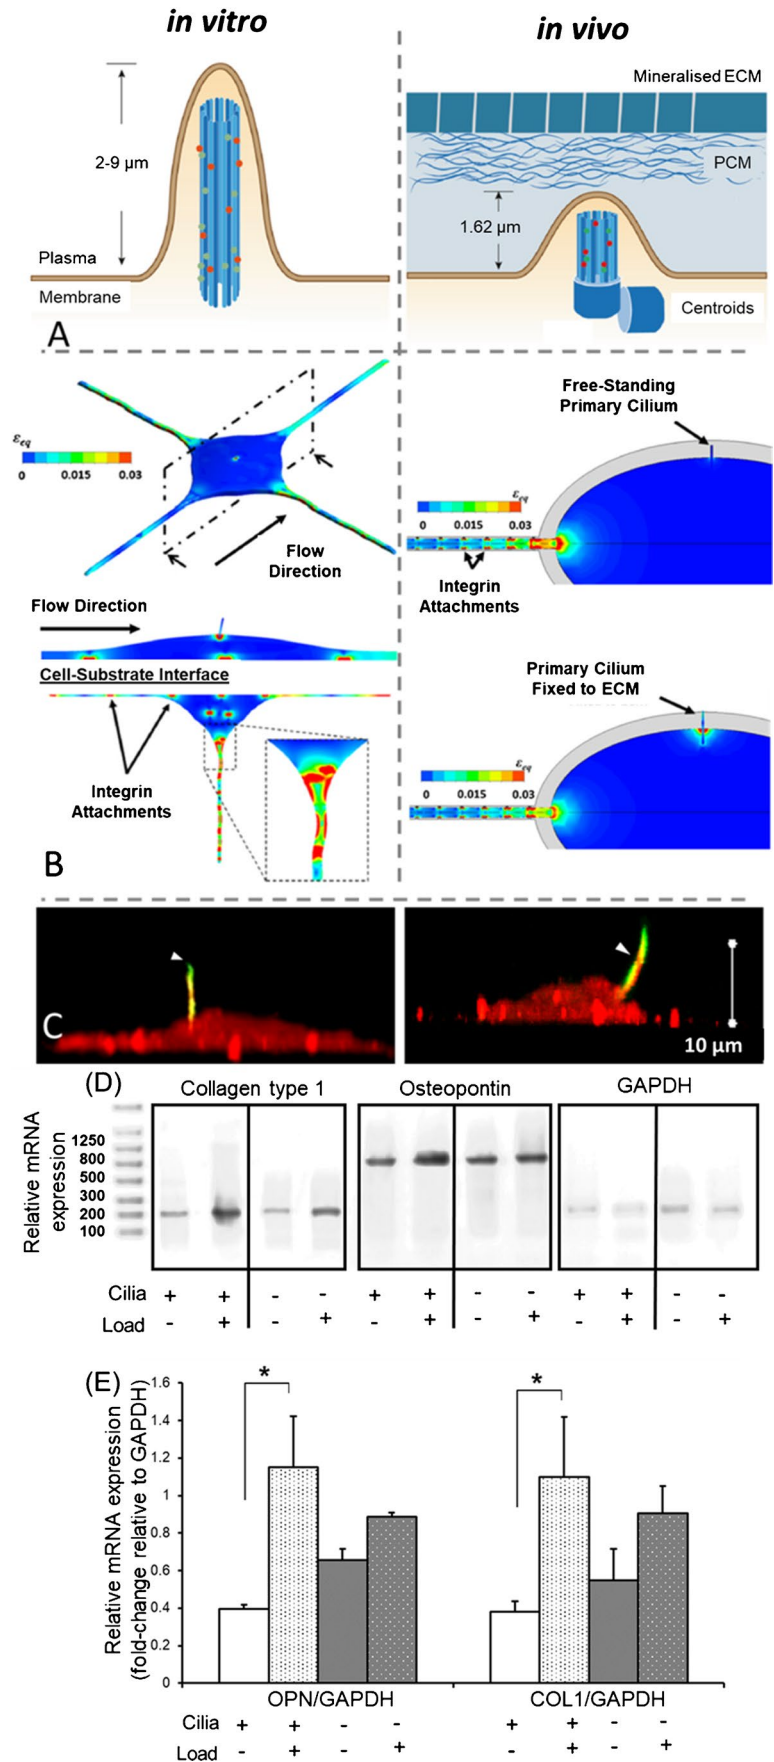 in vitro
in vivo
Mineralised ECM
2-9 µm
PCM
1.62 µm
Plasma
Membrane
Centroids
A
εeq
0 0.015 0.03
Flow
Direction
Free-Standing
Primary Cilium
εeq
0 0.015 0.03
Integrin
Attachments
Flow Direction
Cell-Substrate Interface
Integrin
Attachments
Primary Cilium
Fixed to ECM
εeq
0 0.015 0.03
B
C
10 µm
(D)
Collagen type 1
Osteopontin
GAPDH
Relative mRNA
expression
1250
800
500
300
200
100
Cilia + + - - + + - - + + - -
Load - + - + - + - + - + - +
(E)
Relative mRNA expression
(fold-change relative to GAPDH)
1.6
1.4
1.2
1
0.8
0.6
0.4
0.2
0
* *
OPN/GAPDH
COL1/GAPDH
Cilia + + - - + + - -
Load - + - + - + - +